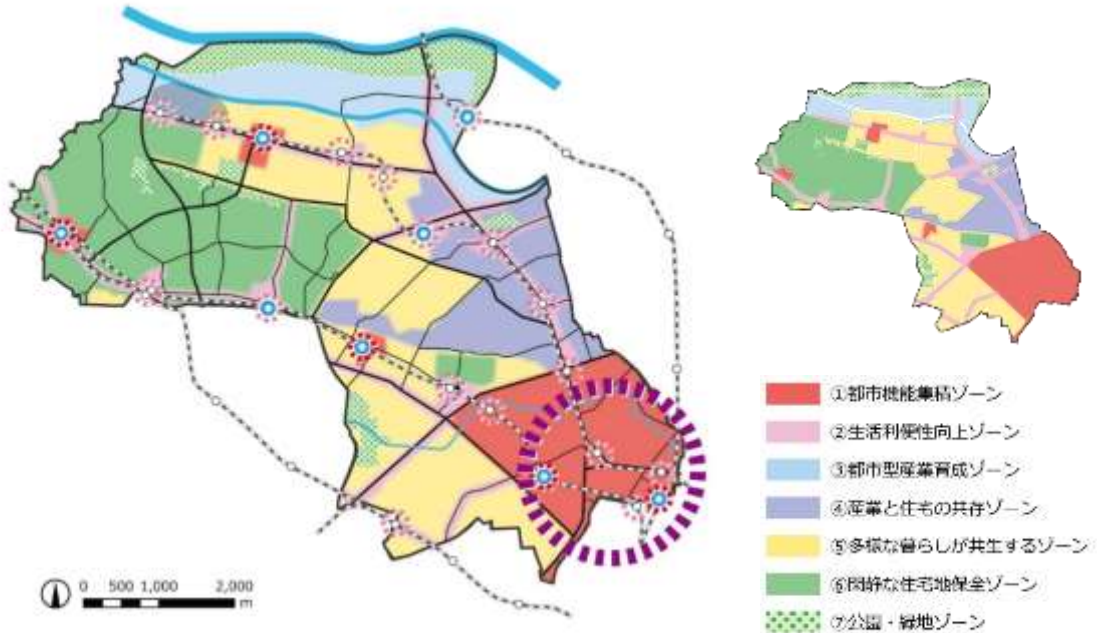 ①都市機能集積ゾーン
②生活利便性向上ゾーン
③都市型産業育成ゾーン
④産業と住宅の共存ゾーン
⑤多様な暮らしが共生するゾーン
⑥閑静な住宅地保全ゾーン
⑦公園・緑地ゾーン
0 500 1,000 2,000
m